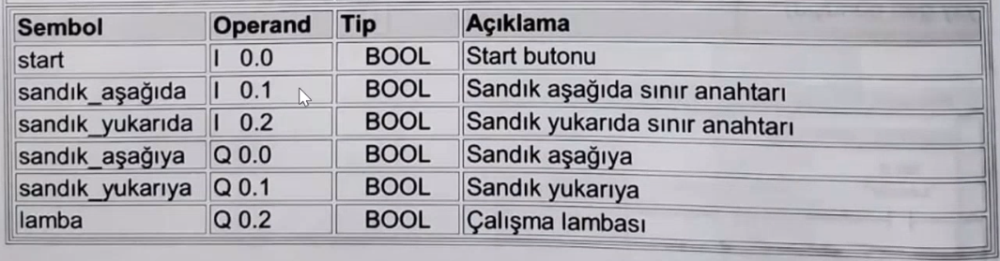 Sembol Operand Tip Açıklama
start I 0.0 BOOL Start butonu
sandık_aşağıda I 0.1 BOOL Sandık aşağıda sınır anahtarı
sandık_yukarıda I 0.2 BOOL Sandık yukarıda sınır anahtarı
sandık_aşağıya Q 0.0 BOOL Sandık aşağıya
sandık_yukarıya Q 0.1 BOOL Sandık yukarıya
lamba Q 0.2 BOOL Çalışma lambası